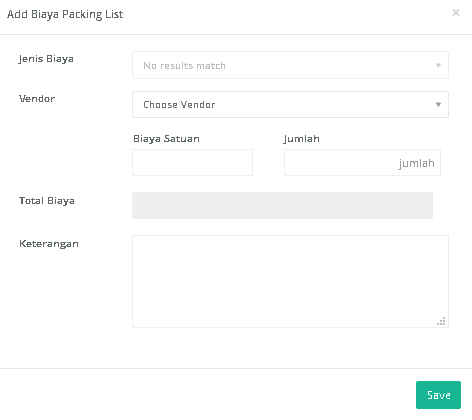 Add Biaya Packing List ×
Jenis Biaya
No results match
Vendor
Choose Vendor
Biaya Satuan Jumlah
jumlah
Total Biaya
Keterangan
Save